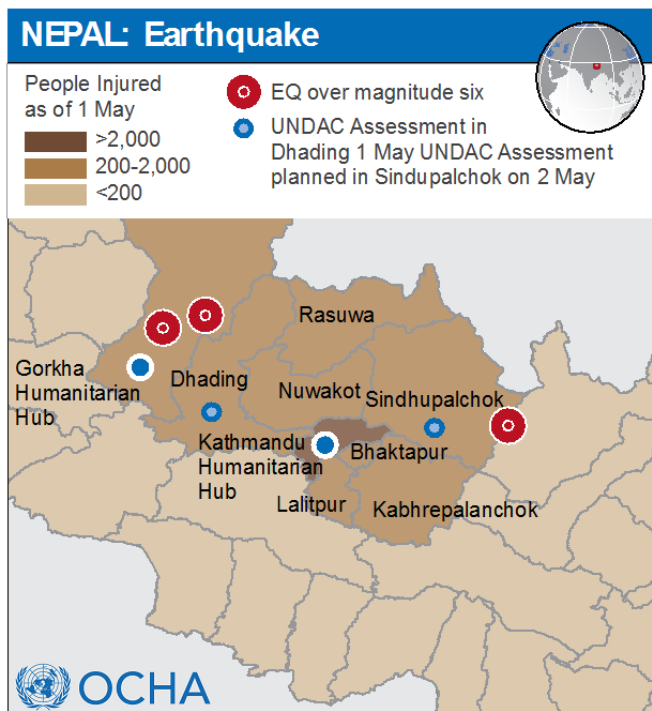 NEPAL: Earthquake
People Injured
as of 1 May
>2,000
200-2,000
<200
EQ over magnitude six
UNDAC Assessment in
Dhading 1 May UNDAC Assessment
planned in Sindupalchok on 2 May
Rasuwa
Gorkha
Humanitarian
Hub
Dhading
Nuwakot
Sindhupalchok
Kathmandu
Humanitarian
Hub
Bhaktapur
Lalitpur
Kabhrepalanchok
OCHA